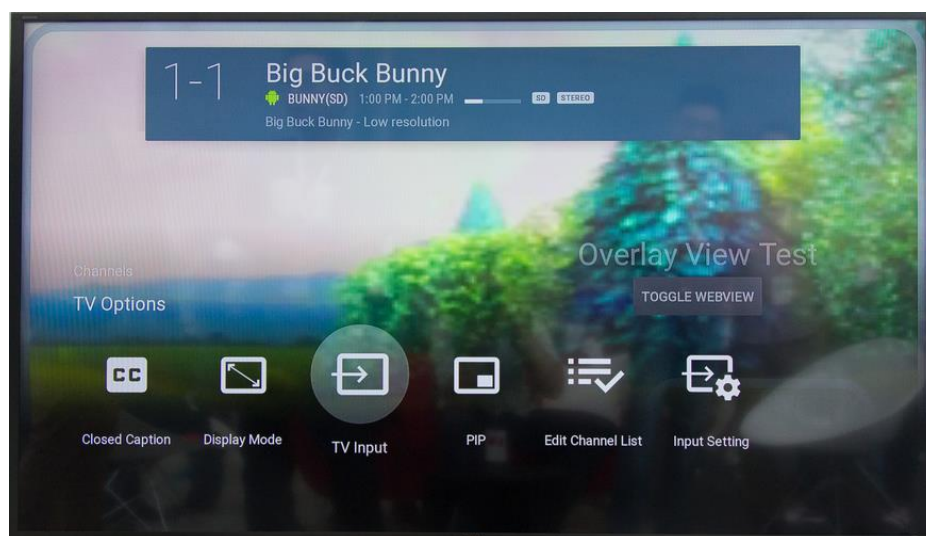 1-1
Big Buck Bunny
BUNNY(SD) 1:00 PM - 2:00 PM SD STEREO
Big Buck Bunny - Low resolution
Overlay View Test
Channels
TOGGLE WEBVIEW
TV Options
CC
Closed Caption Display Mode TV Input PIP Edit Channel List Input Setting